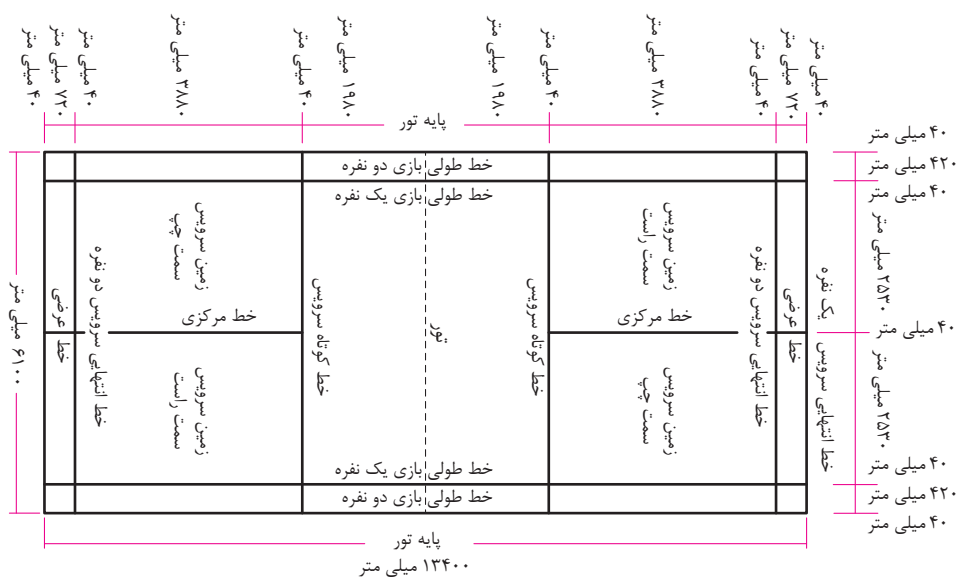 ۴۰ میلی متر
۷۲۰ میلی متر
۴۰ میلی متر
۳۸۸۰ میلی متر
۴۰ میلی متر
۱۹۸۰ میلی متر
۱۹۸۰ میلی متر
۴۰ میلی متر
۳۸۸۰ میلی متر
۴۰ میلی متر
۷۲۰ میلی متر
۴۰ میلی متر
پایه تور
۴۰ میلی متر
۴۲۰ میلی متر
۴۰ میلی متر
۲۵۳۰ میلی متر
۴۰ میلی متر
۲۵۳۰ میلی متر
۴۰ میلی متر
۴۲۰ میلی متر
۴۰ میلی متر
خط طولی بازی دو نفره
خط طولی بازی یک نفره
خط انتهایی سرویس یک نفره
خط عرضی
خط انتهایی سرویس دو نفره
زمین سرویس
سمت راست
خط مرکزی
زمین سرویس
سمت چپ
خط کوتاه سرویس
تور
خط کوتاه سرویس
زمین سرویس
سمت چپ
خط مرکزی
زمین سرویس
سمت راست
خط انتهایی سرویس دو نفره
خط عرضی
۶۱۰۰ میلی متر
خط طولی بازی یک نفره
خط طولی بازی دو نفره
پایه تور
۱۳۴۰۰ میلی متر